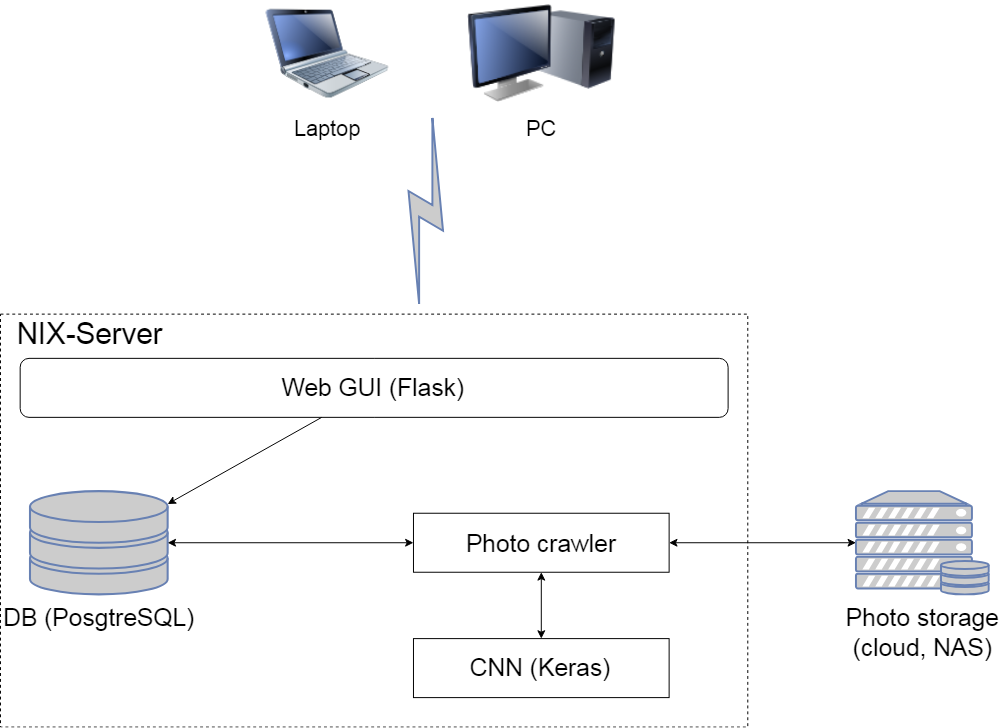 Laptop
PC
NIX-Server
Web GUI (Flask)
Photo crawler
DB (PosgtreSQL)
Photo storage
(cloud, NAS)
CNN (Keras)